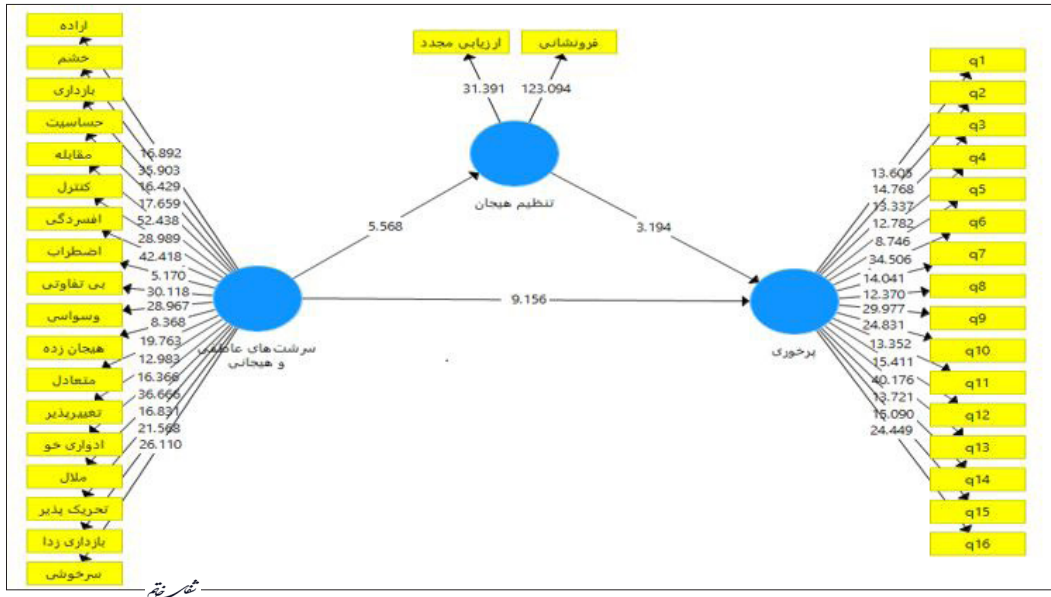 اراده
خشم
بازداری
حساسیت
مقابله
کنترل
افسردگی
اضطراب
بی تفاوتی
وسواسی
هیجان زده
متعادل
تغییرپذیر
ادواری خو
ملال
تحریک پذیر
بازداری زدا
سرخوشی
16.892
35.903
16.429
17.659
52.438
28.989
42.418
5.170
30.118
28.967
8.368
19.763
12.983
16.366
36.666
16.831
21.568
26.110
سرشت های عاطفی
و هیجانی
ارزیابی مجدد
فرونشانی
31.391
123.094
تنظیم هیجان
5.568
3.194
9.156
پرخوری
13.605
14.768
13.337
12.782
8.746
34.506
14.041
12.370
29.977
24.831
13.352
15.411
40.176
13.721
15.090
24.449
q1
q2
q3
q4
q5
q6
q7
q8
q9
q10
q11
q12
q13
q14
q15
q16
شفای خاتم